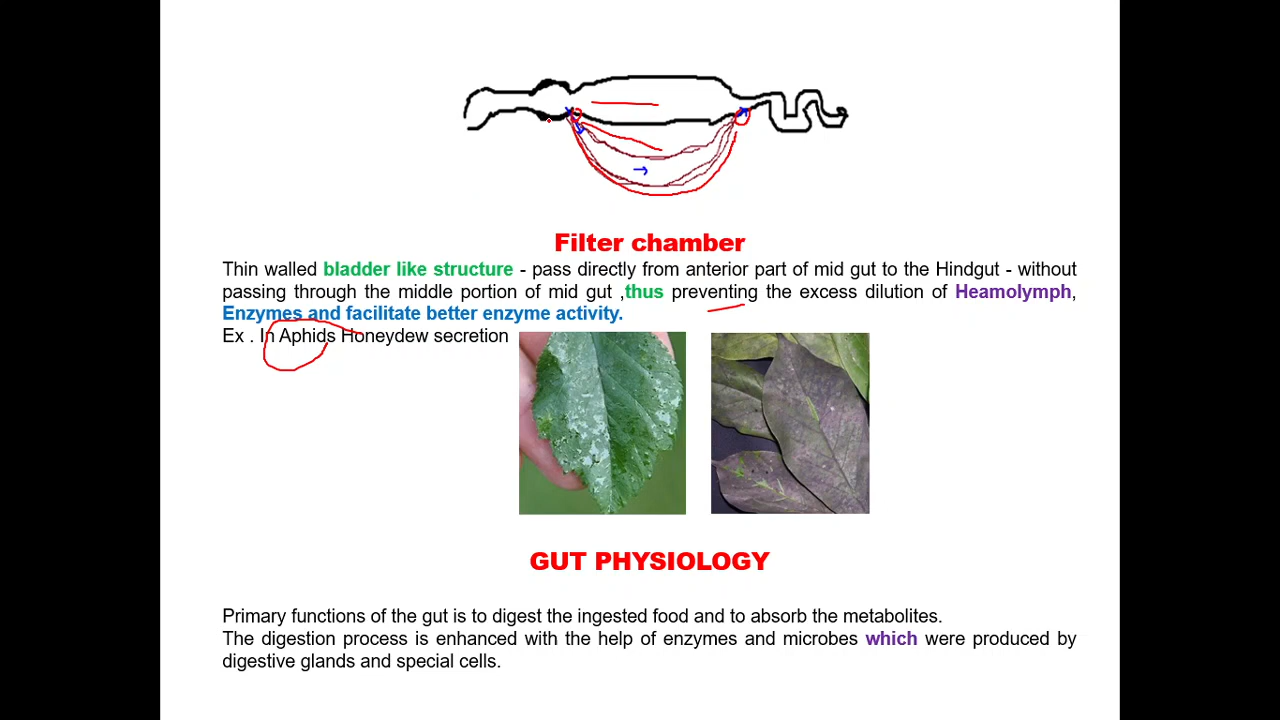 Filter chamber
Thin walled bladder like structure - pass directly from anterior part of mid gut to the Hindgut - without
passing through the middle portion of mid gut ,thus preventing the excess dilution of Heamolymph,
Enzymes and facilitate better enzyme activity.
Ex . In Aphids Honeydew secretion
GUT PHYSIOLOGY
Primary functions of the gut is to digest the ingested food and to absorb the metabolites.
The digestion process is enhanced with the help of enzymes and microbes which were produced by
digestive glands and special cells.